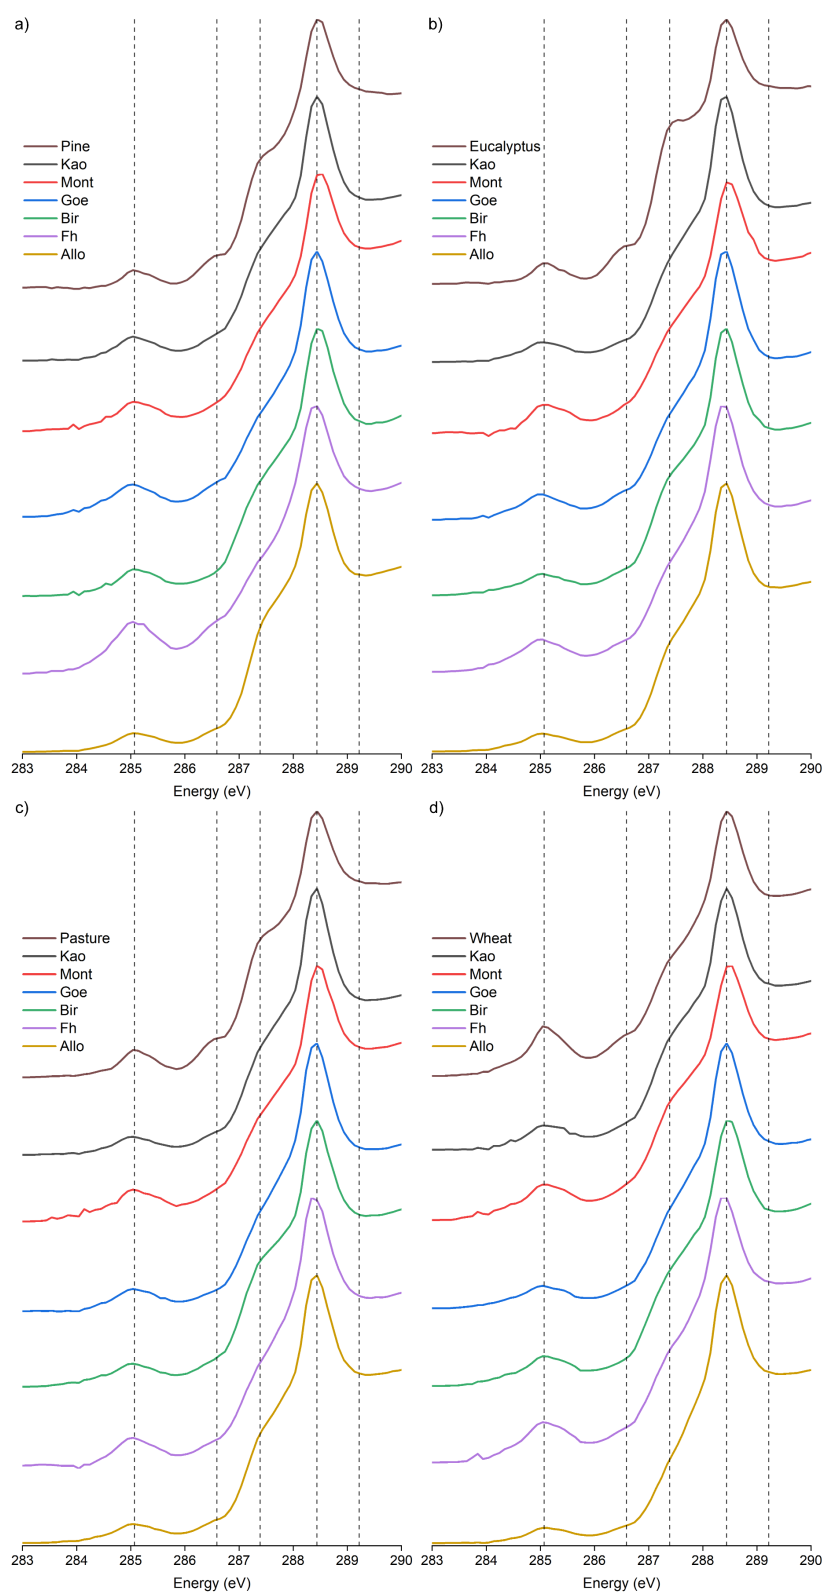 a)
Pine
Kao
Mont
Goe
Bir
Fh
Allo
283 284 285 286 287 288 289 290
Energy (eV)
b)
Eucalyptus
Kao
Mont
Goe
Bir
Fh
Allo
283 284 285 286 287 288 289 290
Energy (eV)
c)
Pasture
Kao
Mont
Goe
Bir
Fh
Allo
283 284 285 286 287 288 289 290
Energy (eV)
d)
Wheat
Kao
Mont
Goe
Bir
Fh
Allo
283 284 285 286 287 288 289 290
Energy (eV)